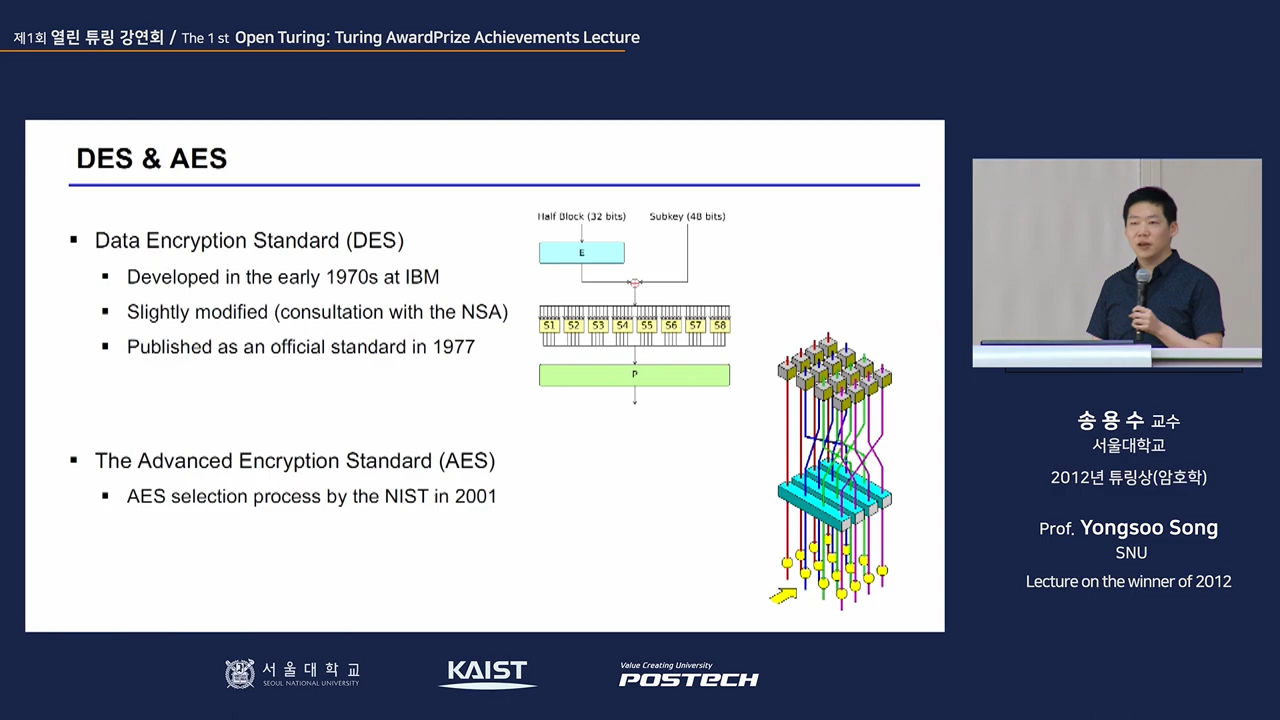 제1회 열린 튜링 강연회 / The 1 st Open Turing: Turing AwardPrize Achievements Lecture
DES & AES
Data Encryption Standard (DES)
Developed in the early 1970s at IBM
Slightly modified (consultation with the NSA)
Published as an official standard in 1977
The Advanced Encryption Standard (AES)
AES selection process by the NIST in 2001
Half Block (32 bits) Subkey (48 bits)
E
S1 S2 S3 S4 S5 S6 S7 S8
P
송용수 교수
서울대학교
2012년 튜링상(암호학)
Prof. Yongsoo Song
SNU
Lecture on the winner of 2012
서울대학교
SEOUL NATIONAL UNIVERSITY
KAIST
Value Creating University
POSTECH